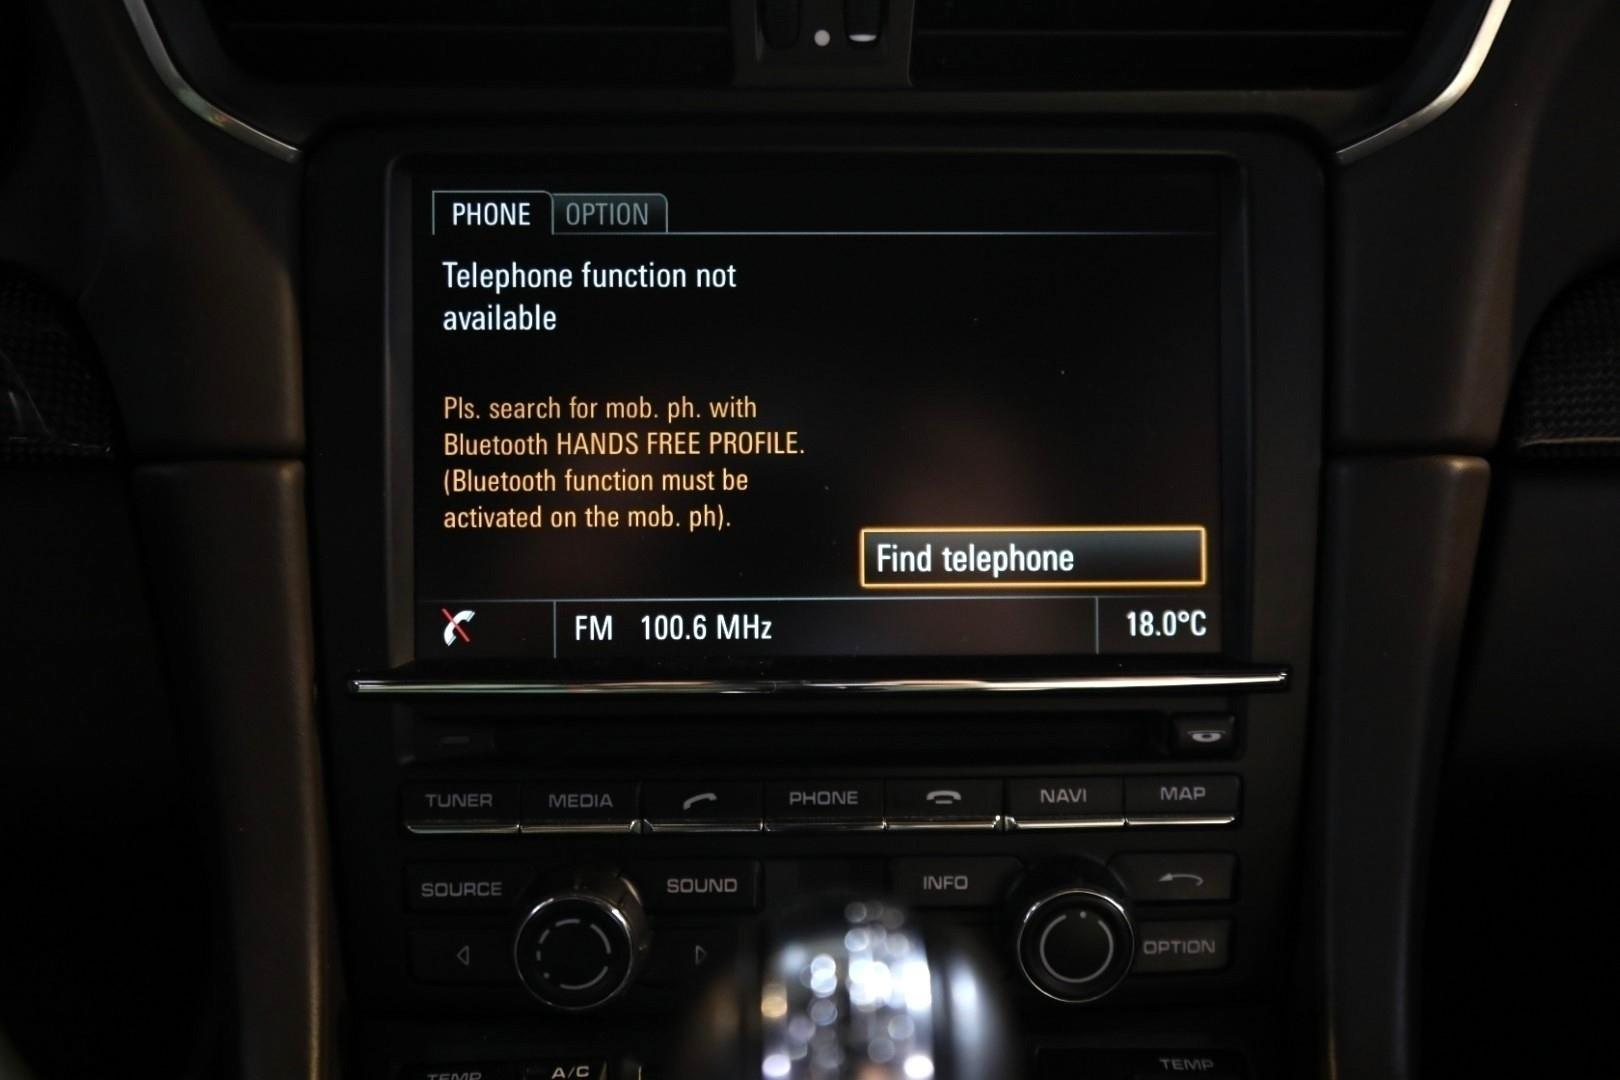 PHONE OPTION
Telephone function not
available
Pls. search for mob. ph. with
Bluetooth HANDS FREE PROFILE.
(Bluetooth function must be
activated on the mob. ph).
Find telephone
FM 100.6 MHz 18.0°C
TUNER MEDIA PHONE NAVI MAP
SOURCE SOUND INFO
OPTION
TEMP A/C TEMP